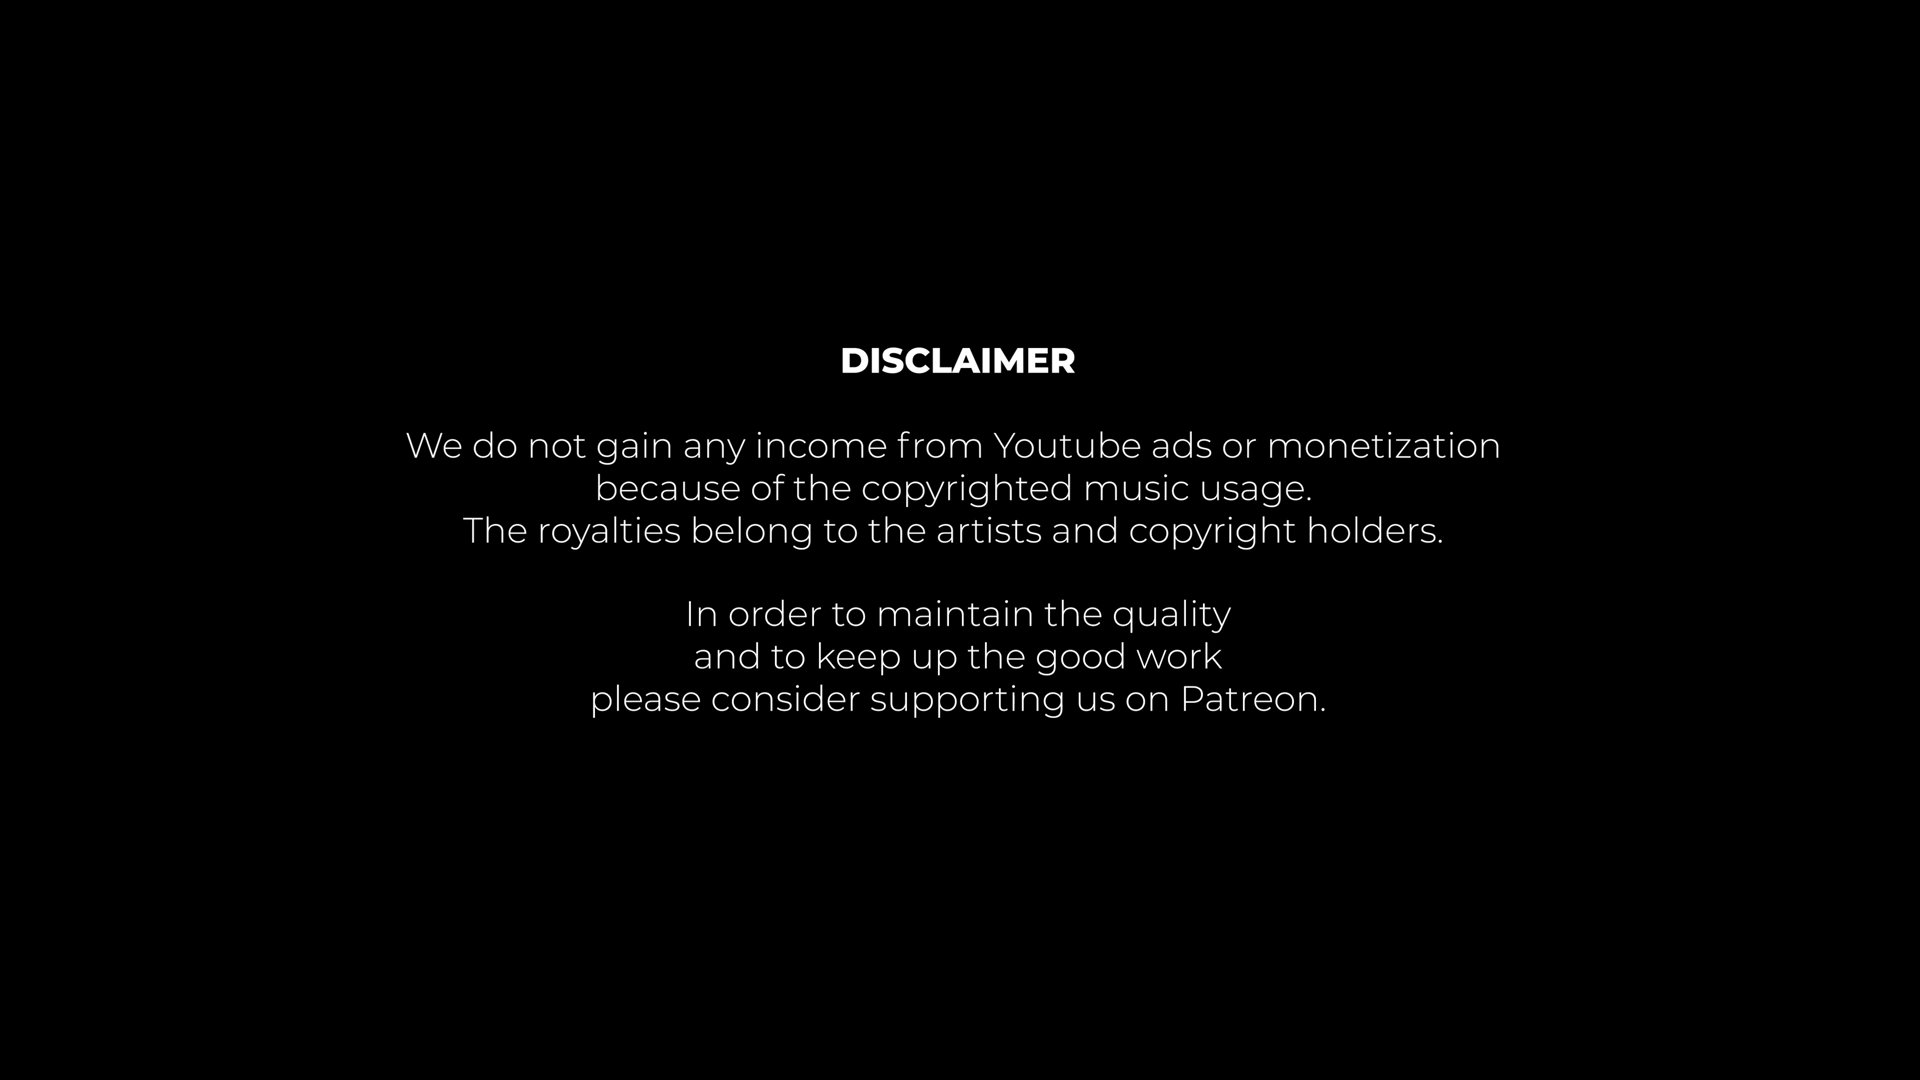 DISCLAIMER
We do not gain any income from Youtube ads or monetization
because of the copyrighted music usage.
The royalties belong to the artists and copyright holders.
In order to maintain the quality
and to keep up the good work
please consider supporting us on Patreon.